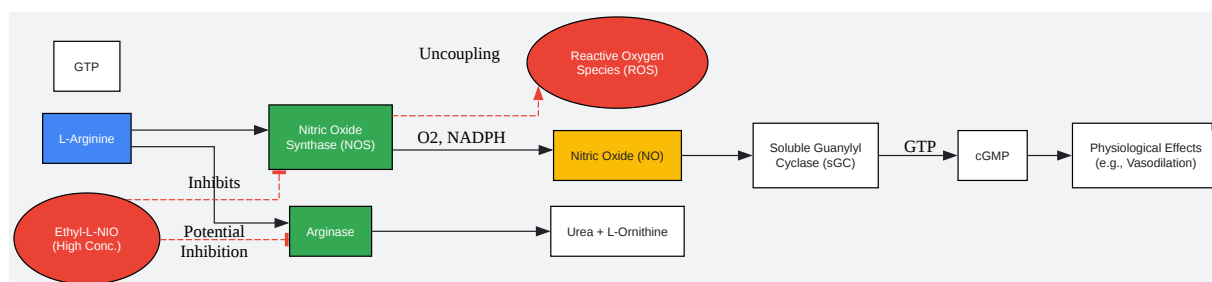 GTP
L-Arginine
Ethyl-L-NIO
(High Conc.)
Inhibits
Potential
Inhibition
Nitric Oxide
Synthase (NOS)
Arginase
Uncoupling
O2, NADPH
Reactive Oxygen
Species (ROS)
Nitric Oxide (NO)
Urea + L-Ornithine
Soluble Guanylyl
Cyclase (sGC)
GTP
cGMP
Physiological Effects
(e.g., Vasodilation)